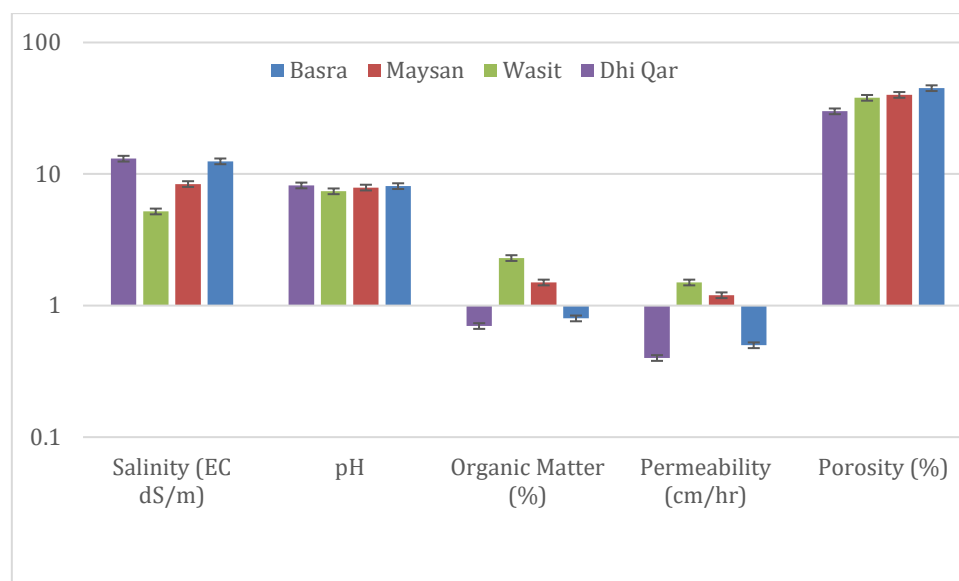 100
Basra Maysan Wasit Dhi Qar
10
1
0.1
Salinity (EC
dS/m)
pH
Organic Matter
(%)
Permeability
(cm/hr)
Porosity (%)